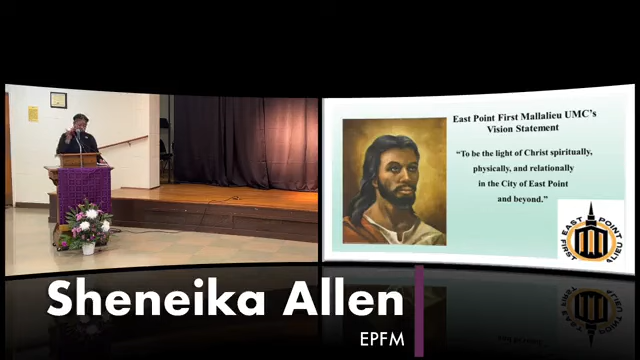 East Point First Mallalieu UMC's
Vision Statement
“To be the light of Christ spiritually,
physically, and relationally
in the City of East Point
and beyond.”
EAST POINT
FIRST MALLALIEU
Sheneika Allen
EPFM